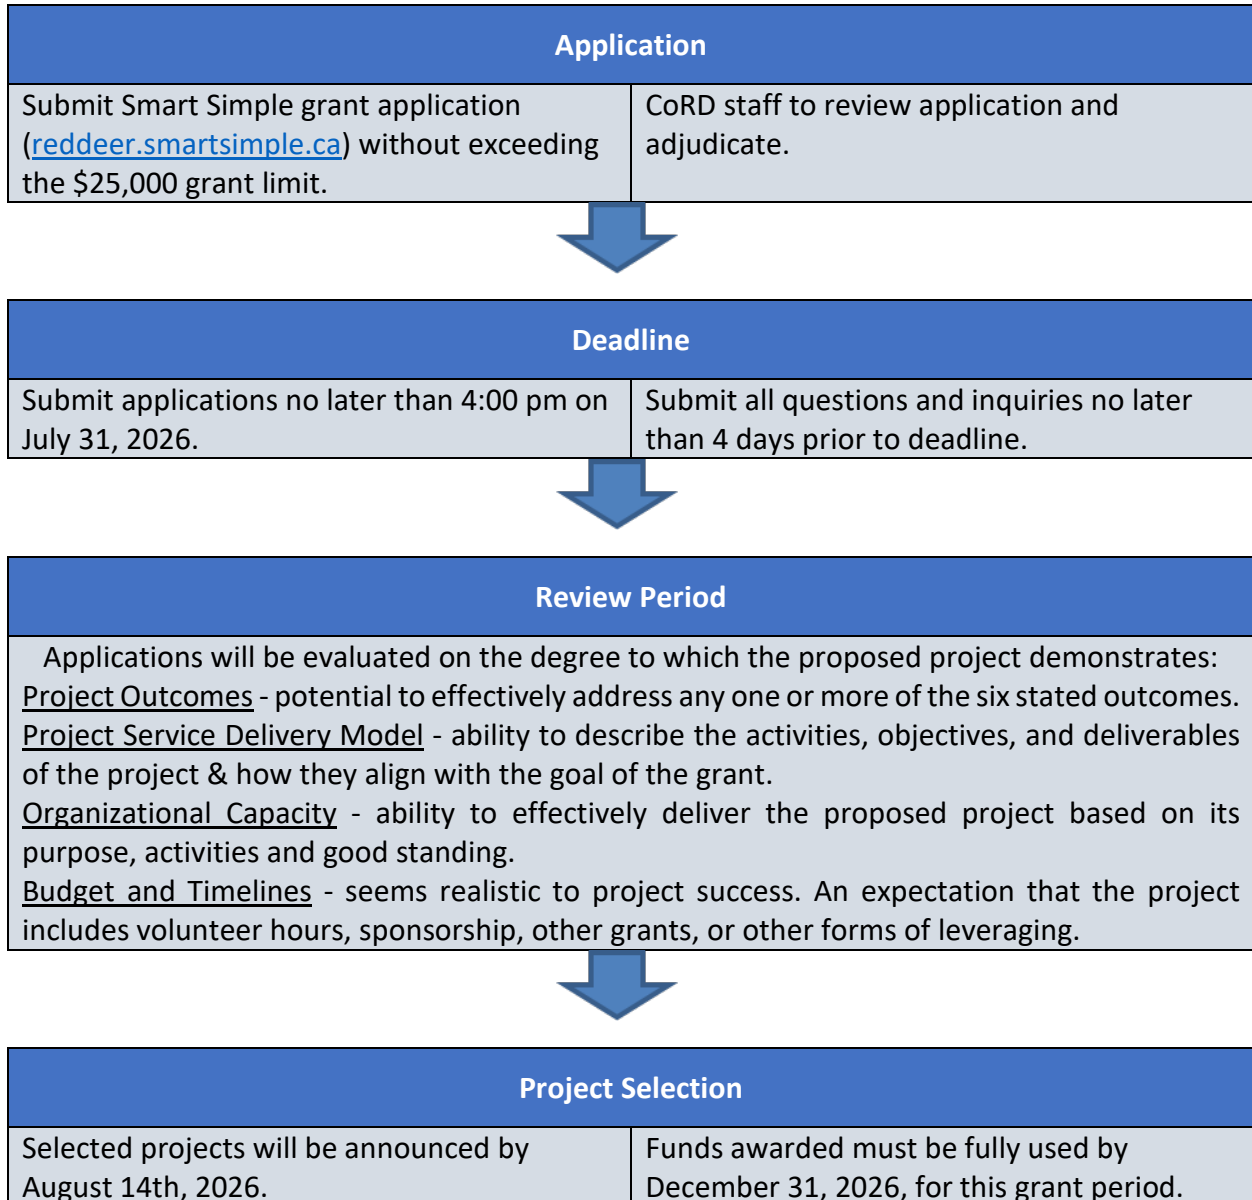 Application
Submit Smart Simple grant application
(reddeer.smartsimple.ca) without exceeding
the $25,000 grant limit.
CoRD staff to review application and
adjudicate.
Deadline
Submit applications no later than 4:00 pm on
July 31, 2026.
Submit all questions and inquiries no later
than 4 days prior to deadline.
Review Period
Applications will be evaluated on the degree to which the proposed project demonstrates:
Project Outcomes - potential to effectively address any one or more of the six stated outcomes.
Project Service Delivery Model - ability to describe the activities, objectives, and deliverables
of the project & how they align with the goal of the grant.
Organizational Capacity - ability to effectively deliver the proposed project based on its
purpose, activities and good standing.
Budget and Timelines - seems realistic to project success. An expectation that the project
includes volunteer hours, sponsorship, other grants, or other forms of leveraging.
Project Selection
Selected projects will be announced by
August 14th, 2026.
Funds awarded must be fully used by
December 31, 2026, for this grant period.